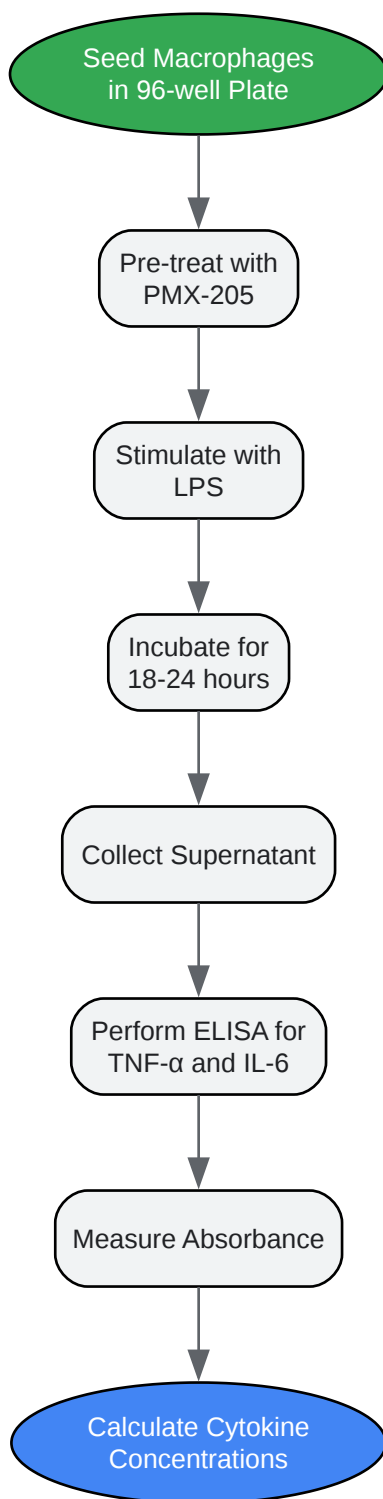 Seed Macrophages
in 96-well Plate
Pre-treat with
PMX-205
Stimulate with
LPS
Incubate for
18-24 hours
Collect Supernatant
Perform ELISA for
TNF-α and IL-6
Measure Absorbance
Calculate Cytokine
Concentrations